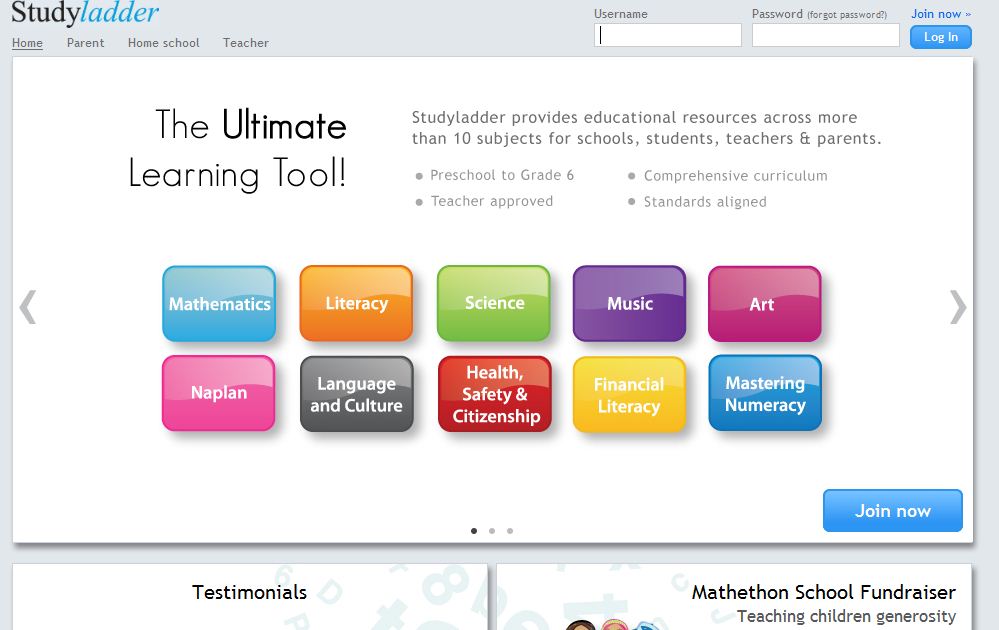 Studyladder
Username
Password (forgot password?)
Join now »
Log In
Home
Parent
Home school
Teacher
The Ultimate
Learning Tool!
Studyladder provides educational resources across more
than 10 subjects for schools, students, teachers & parents.
Preschool to Grade 6
Comprehensive curriculum
Teacher approved
Standards aligned
Mathematics
Literacy
Science
Music
Art
Naplan
Language
and Culture
Health,
Safety &
Citizenship
Financial
Literacy
Mastering
Numeracy
Join now
Testimonials
Mathethon School Fundraiser
Teaching children generosity